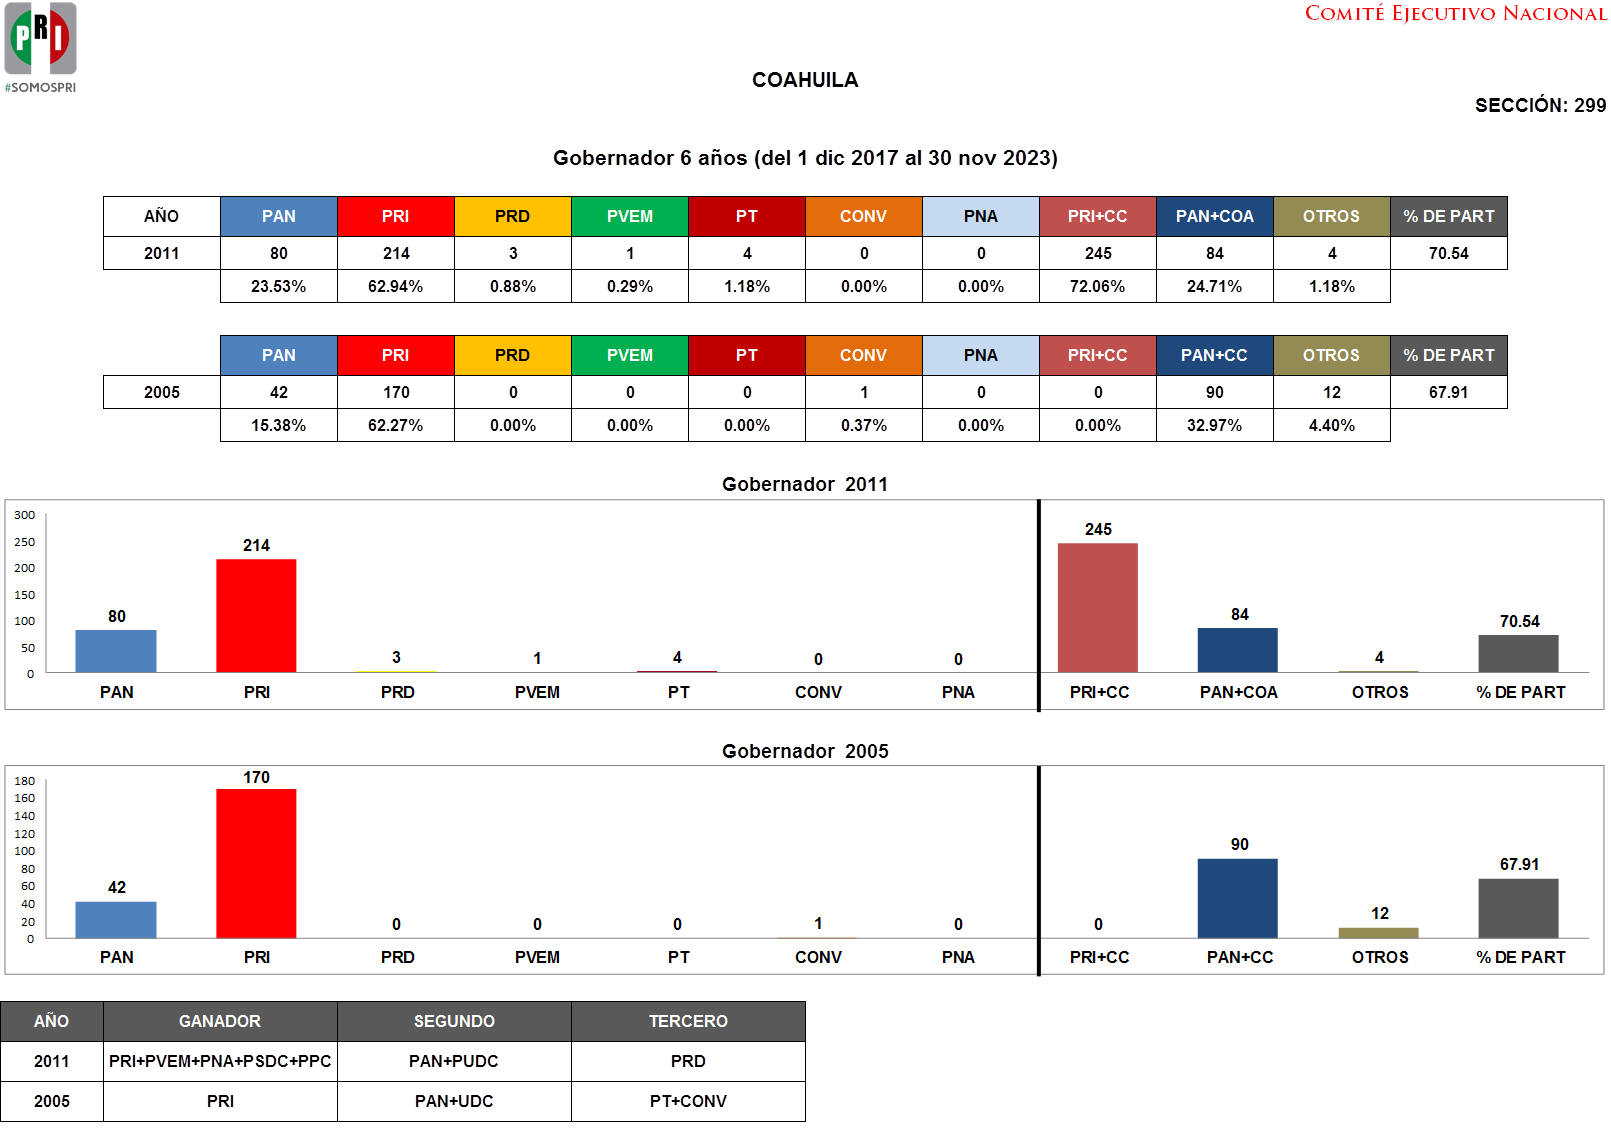 PRI
#SOMOSPRI
COMITÉ EJECUTIVO NACIONAL
COAHUILA
SECCIÓN: 299
Gobernador 6 años (del 1 dic 2017 al 30 nov 2023)
AÑO PAN PRI PRD PVEM PT CONV PNA PRI+CC PAN+COA OTROS % DE PART
2011 80 214 3 1 4 0 0 245 84 4 70.54
23.53% 62.94% 0.88% 0.29% 1.18% 0.00% 0.00% 72.06% 24.71% 1.18%
PAN PRI PRD PVEM PT CONV PNA PRI+CC PAN+CC OTROS % DE PART
2005 42 170 0 0 0 1 0 0 90 12 67.91
15.38% 62.27% 0.00% 0.00% 0.00% 0.37% 0.00% 0.00% 32.97% 4.40%
Gobernador 2011
300
250
200
150
100
50
0
80 214 3 1 4 0 0 245 84 4 70.54
PAN PRI PRD PVEM PT CONV PNA PRI+CC PAN+COA OTROS % DE PART
Gobernador 2005
180
160
140
120
100
80
60
40
20
0
42 170 0 0 0 1 0 0 90 12 67.91
PAN PRI PRD PVEM PT CONV PNA PRI+CC PAN+CC OTROS % DE PART
AÑO GANADOR SEGUNDO TERCERO
2011 PRI+PVEM+PNA+PSDC+PPC PAN+PUDC PRD
2005 PRI PAN+UDC PT+CONV